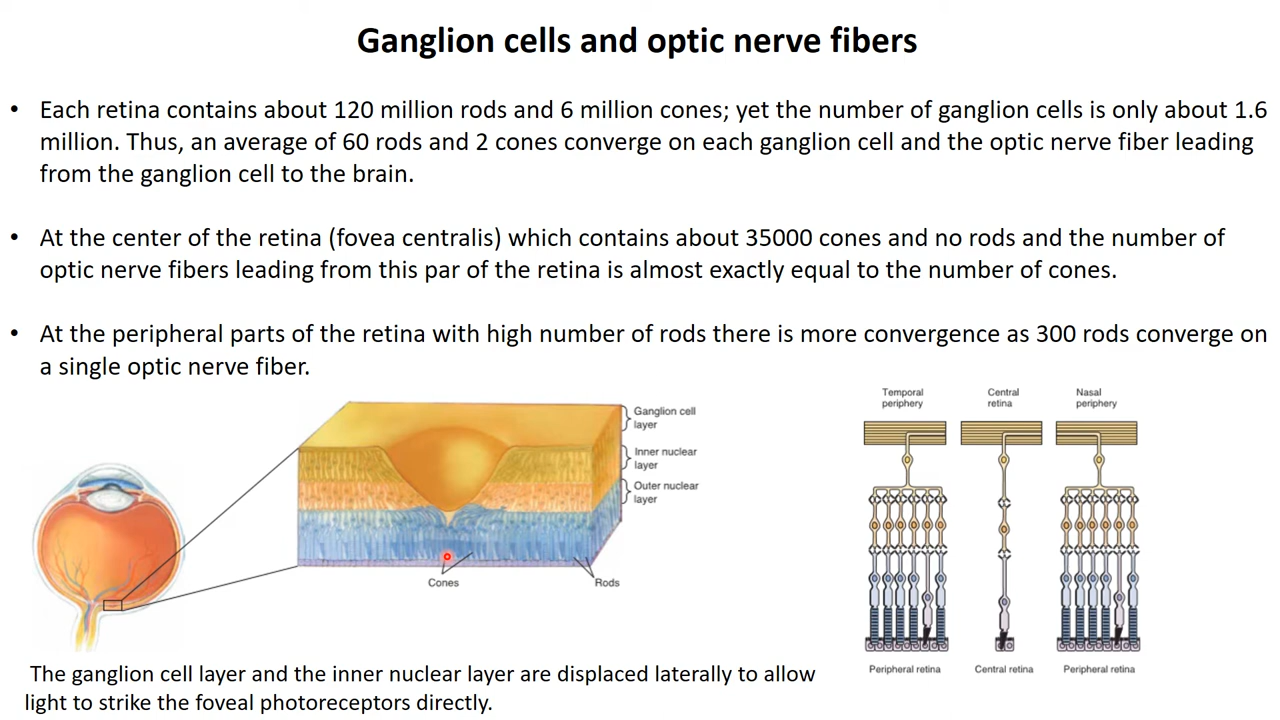 Ganglion cells and optic nerve fibers
• Each retina contains about 120 million rods and 6 million cones; yet the number of ganglion cells is only about 1.6
million. Thus, an average of 60 rods and 2 cones converge on each ganglion cell and the optic nerve fiber leading
from the ganglion cell to the brain.
• At the center of the retina (fovea centralis) which contains about 35000 cones and no rods and the number of
optic nerve fibers leading from this par of the retina is almost exactly equal to the number of cones.
• At the peripheral parts of the retina with high number of rods there is more convergence as 300 rods converge on
a single optic nerve fiber.
Ganglion cell
layer
Inner nuclear
layer
Outer nuclear
layer
Cones
Rods
Temporal
periphery
Central
retina
Nasal
periphery
Peripheral retina
Central retina
Peripheral retina
The ganglion cell layer and the inner nuclear layer are displaced laterally to allow
light to strike the foveal photoreceptors directly.